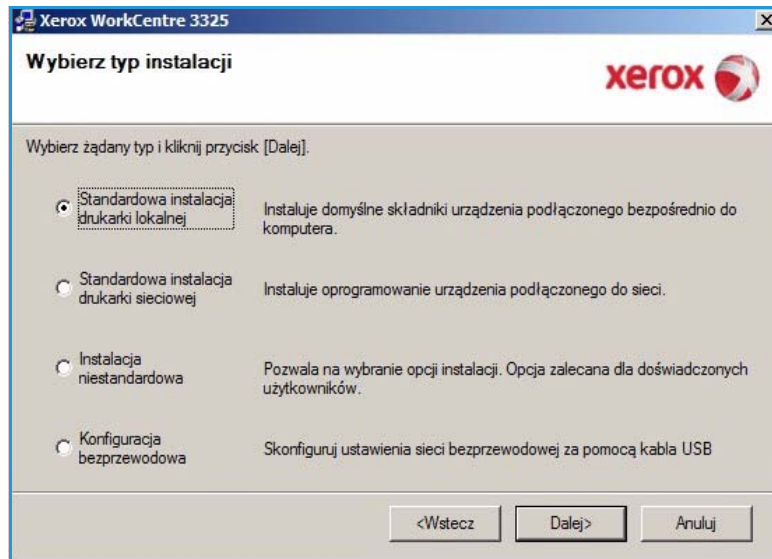 Xerox WorkCentre 3325
Wybierz typ instalacji
xerox
Wybierz żądany typ i kliknij przycisk [Dalej].
Standardowa instalacja
drukarki lokalnej
Instaluje domyślne składniki urządzenia podłączonego bezpośrednio do
komputera.
Standardowa instalacja
drukarki sieciowej
Instaluje oprogramowanie urządzenia podłączonego do sieci.
Instalacja
niestandardowa
Pozwala na wybranie opcji instalacji. Opcja zalecana dla doświadczonych
użytkowników.
Konfiguracja
bezprzewodowa
Skonfiguruj ustawienia sieci bezprzewodowej za pomocą kabla USB
<Wstecz
Dalej>
Anuluj